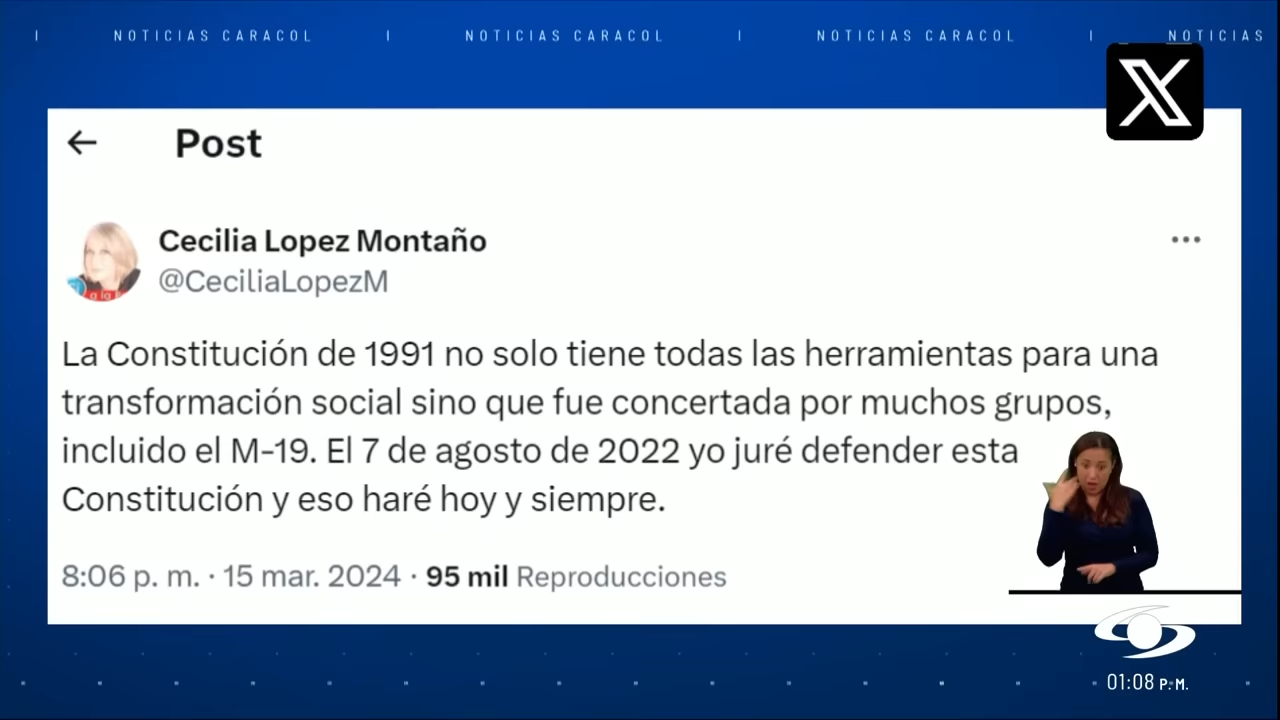 NOTICIAS CARACOL NOTICIAS CARACOL NOTICIAS CARACOL NOTICIAS
X
Post
Cecilia Lopez Montaño
@CeciliaLopezM
La Constitución de 1991 no solo tiene todas las herramientas para una
transformación social sino que fue concertada por muchos grupos,
incluido el M-19. El 7 de agosto de 2022 yo juré defender esta
Constitución y eso haré hoy y siempre.
8:06 p. m. · 15 mar. 2024 · 95 mil Reproducciones
01:08 P.M.